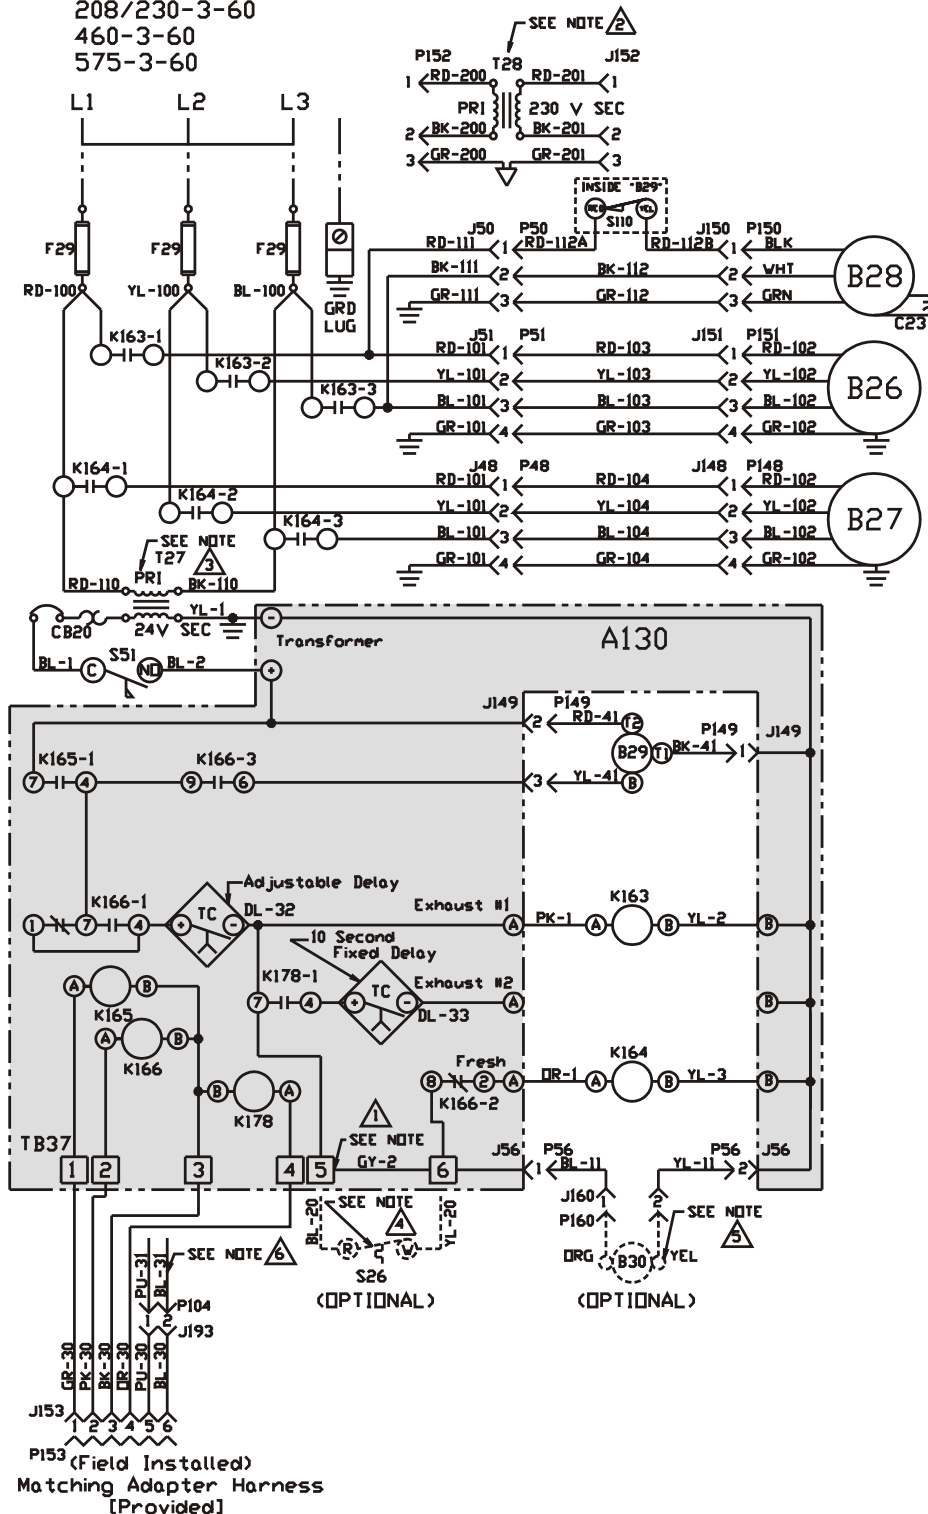 208/230-3-60
460-3-60
575-3-60
SEE NOTE 2
P152 T28 J152
1 RD-200 RD-201 1
PRI 230 V SEC
2 BK-200 BK-201 2
3 GR-200 GR-201 3
L1 L2 L3
INSIDE "B29"
RED YEL
S110
J50 P50 J150 P150
RD-111 1 RD-112A RD-112B 1 BLK
F29 F29 F29
BK-111 2 BK-112 2 WHT B28
RD-100 YL-100 BL-100
GR-111 3 GR-112 3 GRN
GRD
LUG
C23
K163-1
J51 P51 J151 P151
RD-101 1 RD-103 1 RD-102
K163-2
YL-101 2 YL-103 2 YL-102
B26
K163-3
BL-101 3 BL-103 3 BL-102
GR-101 4 GR-103 4 GR-102
K164-1
J48 P48 J148 P148
RD-101 1 RD-104 1 RD-102
K164-2
YL-101 2 YL-104 2 YL-102
B27
K164-3
BL-101 3 BL-104 3 BL-102
GR-101 4 GR-104 4 GR-102
SEE NOTE 3
T27
PRI
RD-110 BK-110
YL-1
CB20 24V SEC
-
Transformer
A130
S51
BL-1 C NO BL-2 +
J149 P149
2 RD-41 T2
P149 J149
B29 T1 BK-41 1
K165-1 K166-3
7 4 9 6 3 YL-41 B
Adjustable Delay
K166-1
TC DL-32 Exhaust #1 K163
1 7 4 + - A PK-1 A B YL-2 B
10 Second
Fixed Delay
K178-1
TC Exhaust #2
7 4 + - A B
DL-33
A B
K165
A B
K166
Fresh K164
8 2 A OR-1 A B YL-3 B
K166-2
B A
K178
1
TB37
SEE NOTE
GY-2
1 2 3 4 5 6
J56 P56 P56 J56
1 BL-11 YL-11 2
BL-20 SEE NOTE 4 YL-20
R W
S26
(OPTIONAL)
J160 1 2
P160
SEE NOTE 5
ORG B30 YEL
(OPTIONAL)
SEE NOTE 6
PU-31 BL-31
P104
1 2
J193
GR-30 PK-30 BK-30 OR-30 PU-30 BL-30
J153
1 2 3 4 5 6
P153 (Field Installed)
Matching Adapter Harness
[Provided]